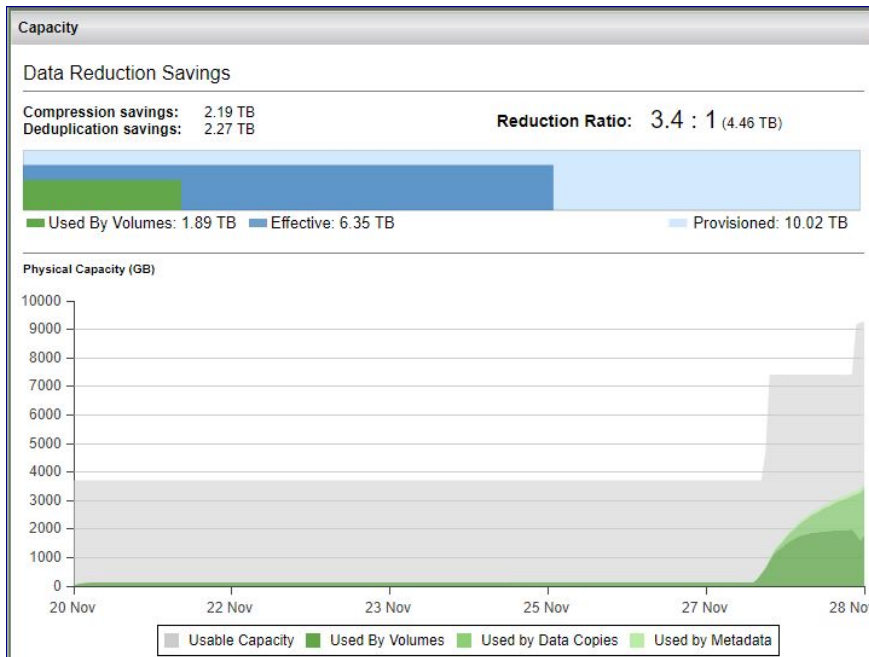 Capacity
Data Reduction Savings
Compression savings: 2.19 TB
Deduplication savings: 2.27 TB
Reduction Ratio: 3.4 : 1 (4.46 TB)
Used By Volumes: 1.89 TB Effective: 6.35 TB Provisioned: 10.02 TB
Physical Capacity (GB)
10000
9000
8000
7000
6000
5000
4000
3000
2000
1000
0
20 Nov 22 Nov 23 Nov 25 Nov 27 Nov 28 Nov
Usable Capacity Used By Volumes Used by Data Copies Used by Metadata